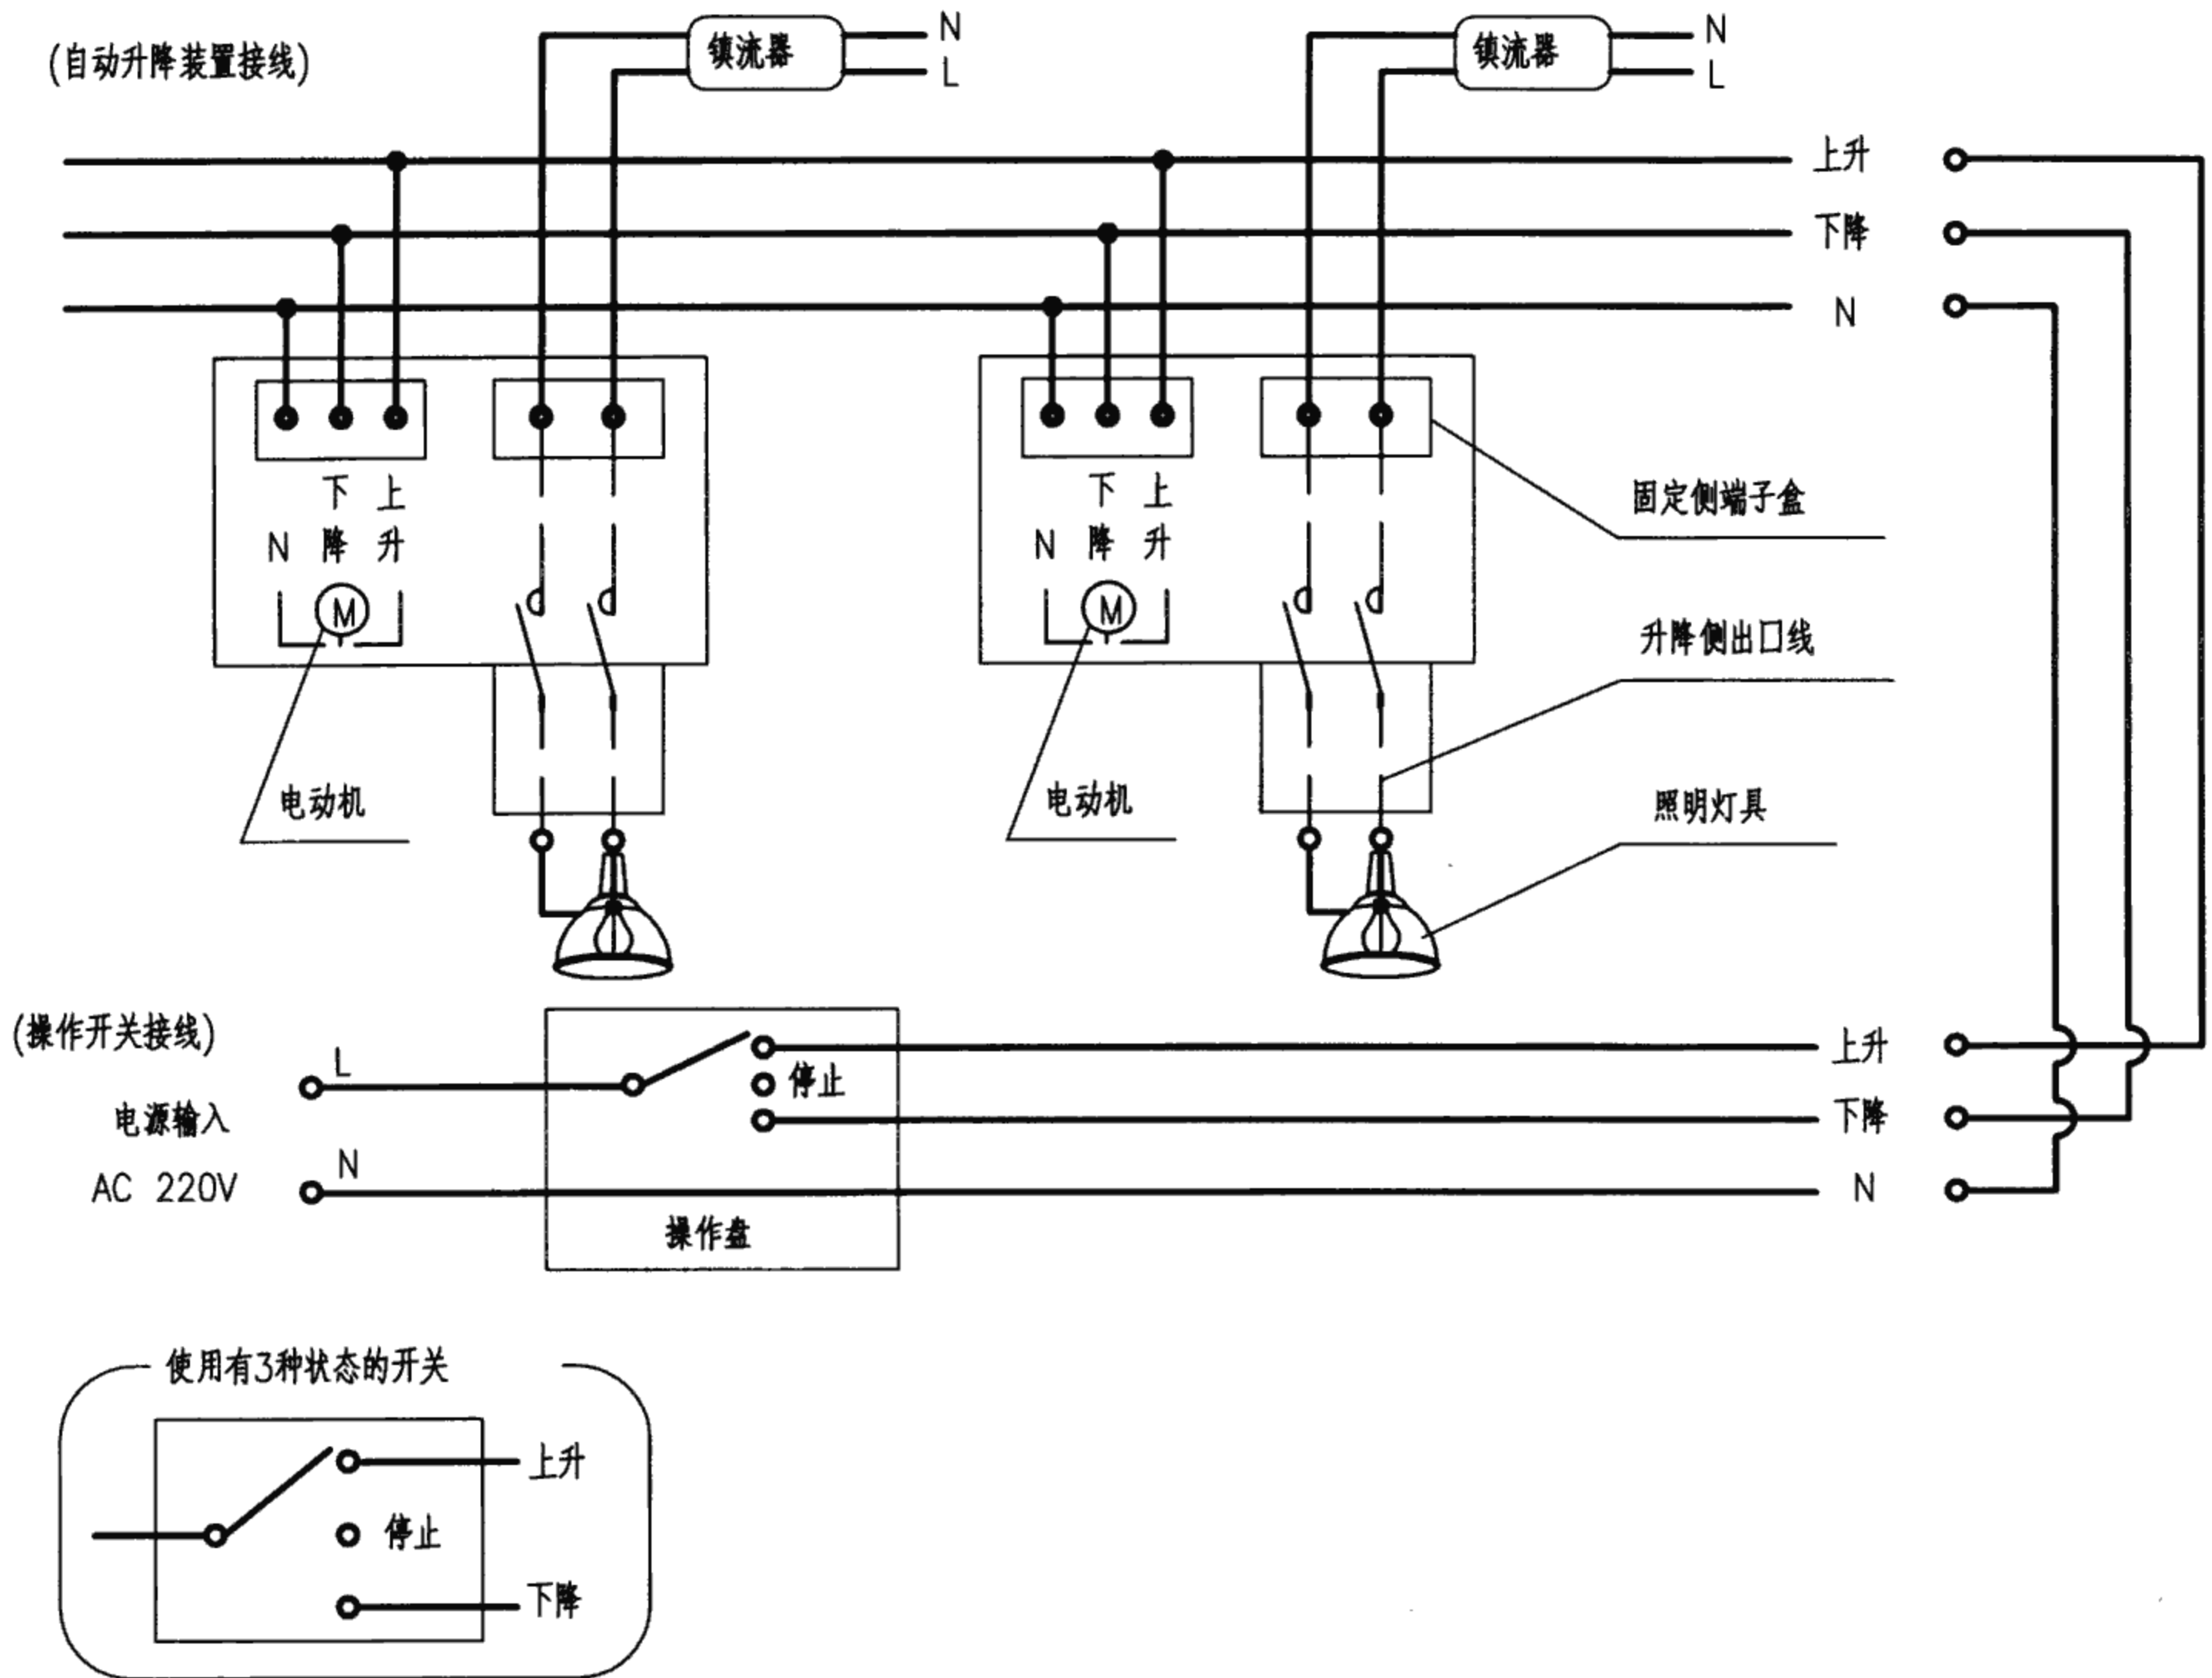 (自动升降装置接线)
镇流器
N
L
镇流器
N
L
上升
下降
N
下 上
N 降 升
M
电动机
下 上
N 降 升
M
电动机
固定侧端子盒
升降侧出口线
照明灯具
(操作开关接线)
L
电源输入
N
AC 220V
停止
操作盘
上升
下降
N
使用有3种状态的开关
上升
停止
下降